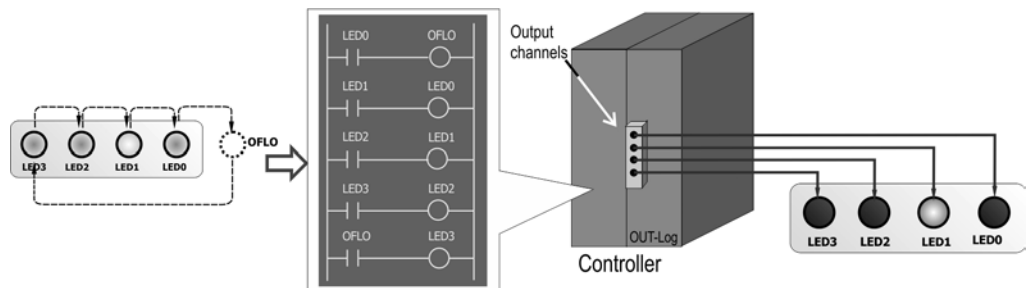 LED3
LED2
LED1
LED0
OFLO
LED0 OFLO
LED1 LED0
LED2 LED1
LED3 LED2
OFLO LED3
Output
channels
OUT-Log
Controller
LED3
LED2
LED1
LED0